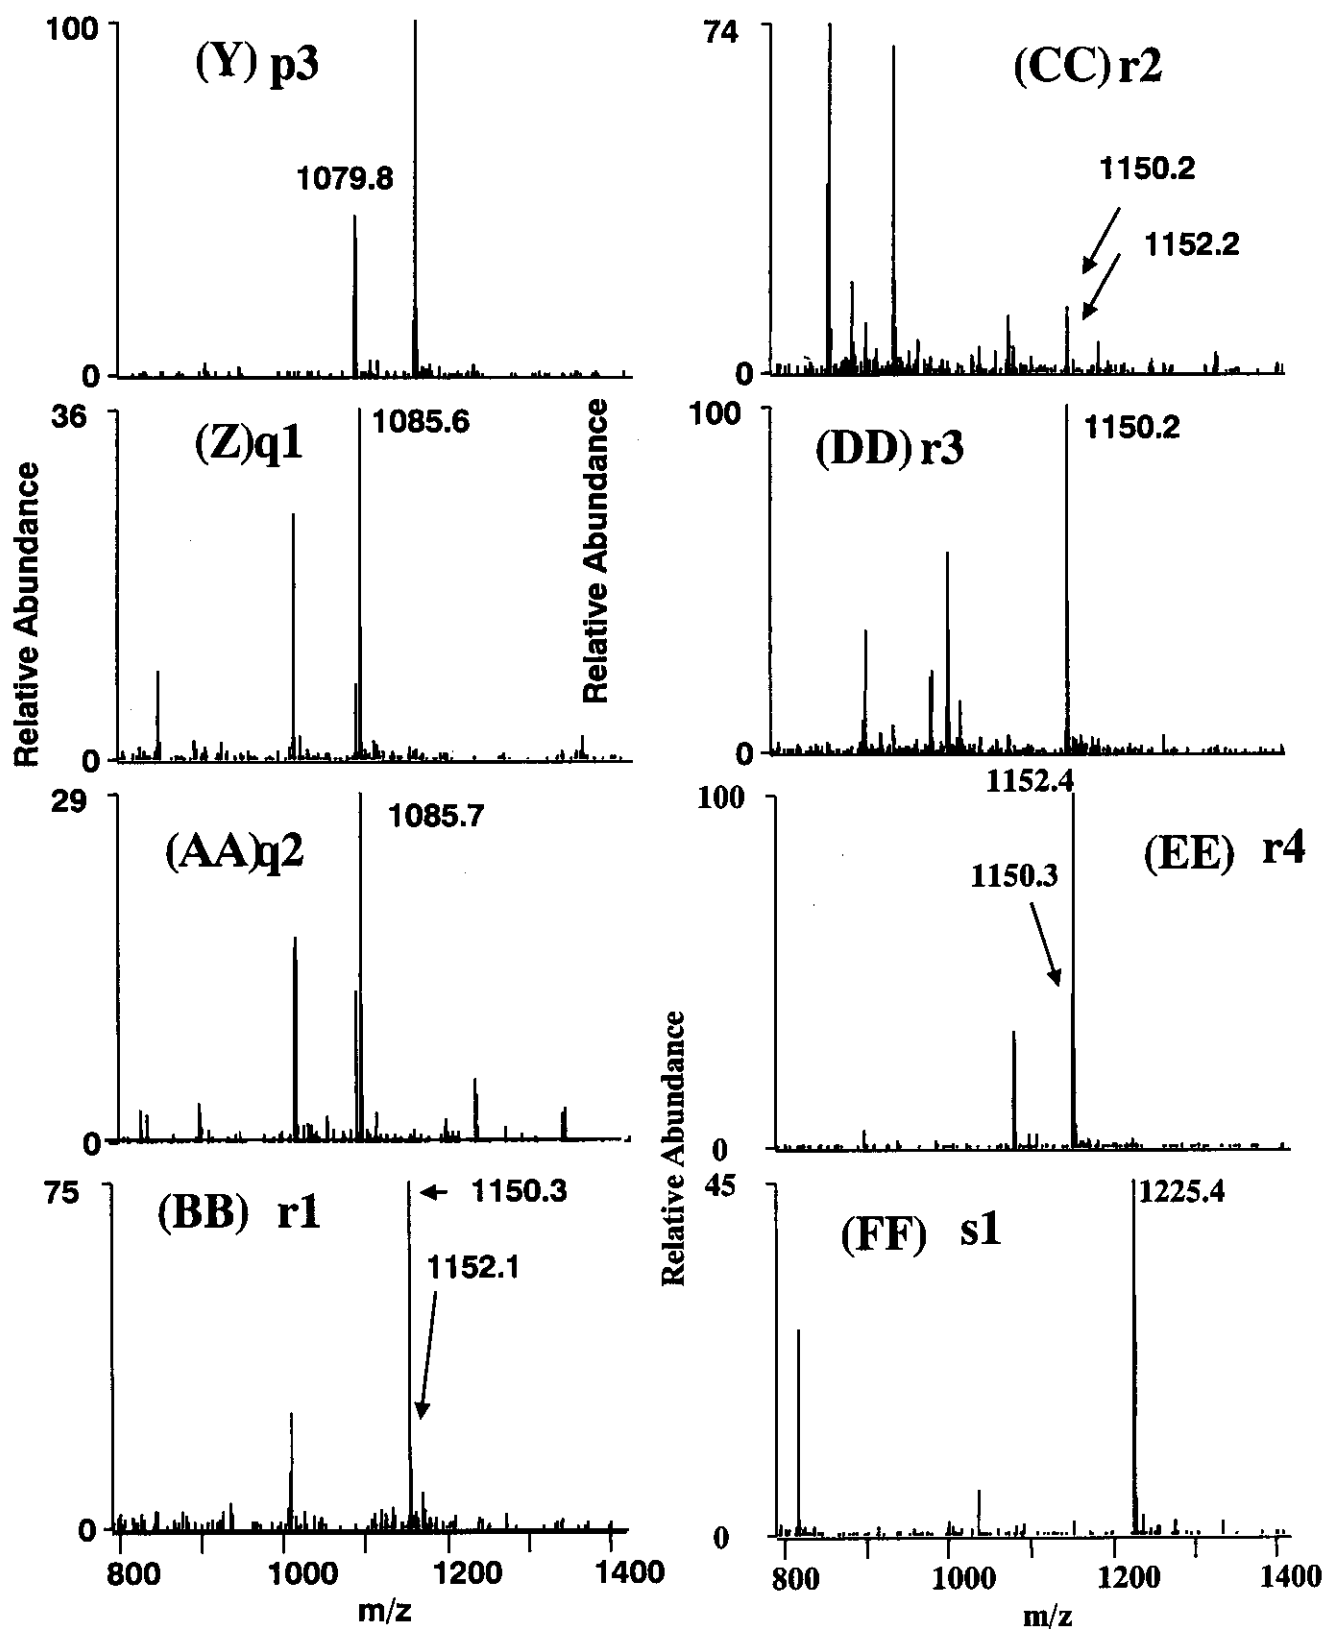 100
(Y) p3
1079.8
0
36
(Z)q1
1085.6
0
Relative Abundance
29
(AA)q2
1085.7
0
75
(BB) r1
1150.3
1152.1
0
800
1000
1200
1400
m/z
74
(CC) r2
1150.2
1152.2
0
Relative Abundance
100
(DD) r3
1150.2
0
100
1152.4
(EE) r4
1150.3
0
Relative Abundance
45
(FF) s1
1225.4
0
800
1000
1200
1400
m/z